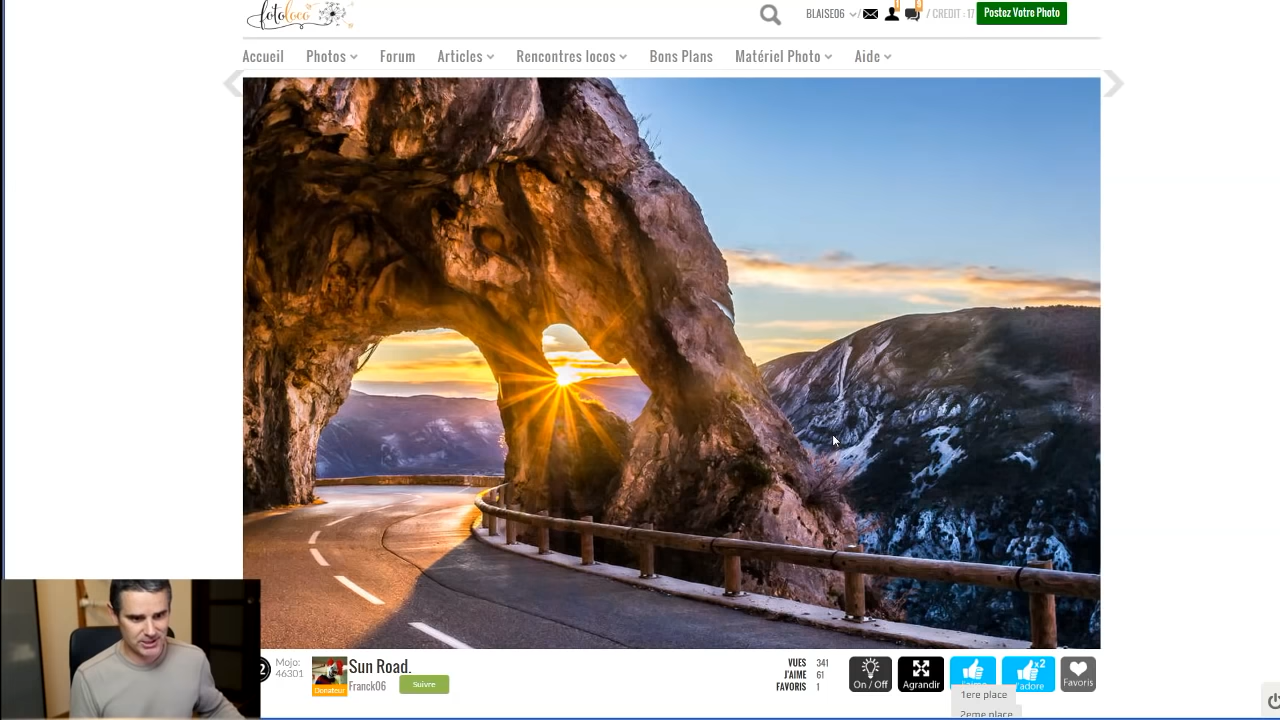 fotoloco
BLAISE06 / / CREDIT : 17 Postez Votre Photo
Accueil Photos Forum Articles Rencontres locos Bons Plans Matériel Photo Aide
2 Mojo: 46301
Donateur
Sun Road.
Franck06 Suivre
VUES 341
J'AIME 61
FAVORIS 1
On / Off Agrandir J'adore x2 Favoris
1ere place
2eme place